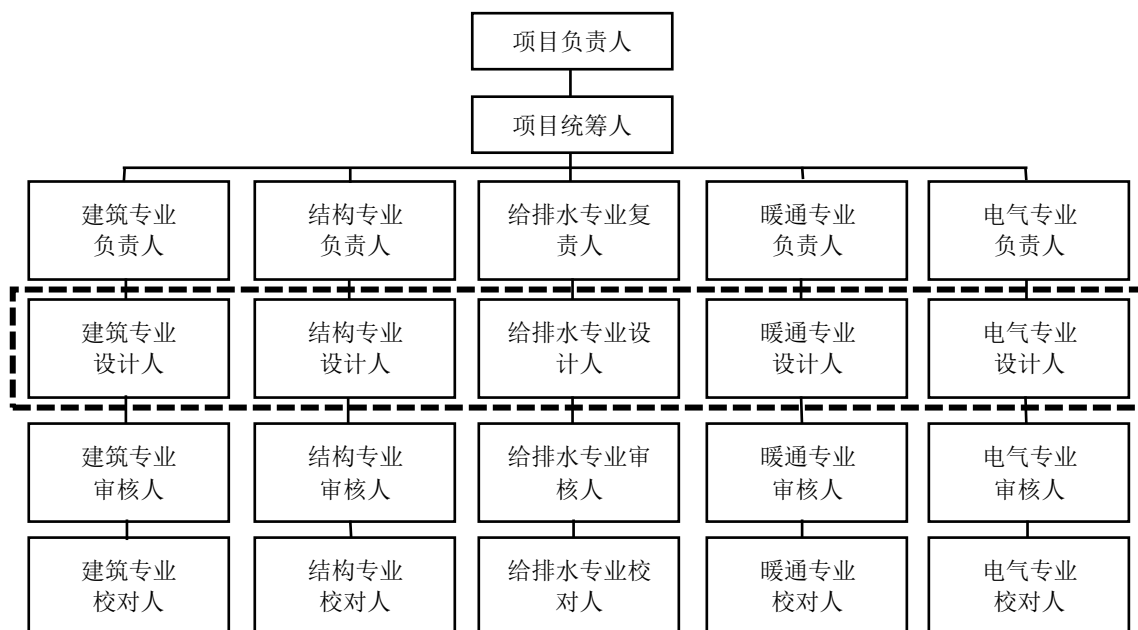 项目负责人
项目统筹人
建筑专业
负责人
结构专业
负责人
给排水专业复
责人
暖通专业
负责人
电气专业
负责人
建筑专业
设计人
结构专业
设计人
给排水专业设
计人
暖通专业
设计人
电气专业
设计人
建筑专业
审核人
结构专业
审核人
给排水专业审
核人
暖通专业
审核人
电气专业
审核人
建筑专业
校对人
结构专业
校对人
给排水专业校
对人
暖通专业
校对人
电气专业
校对人